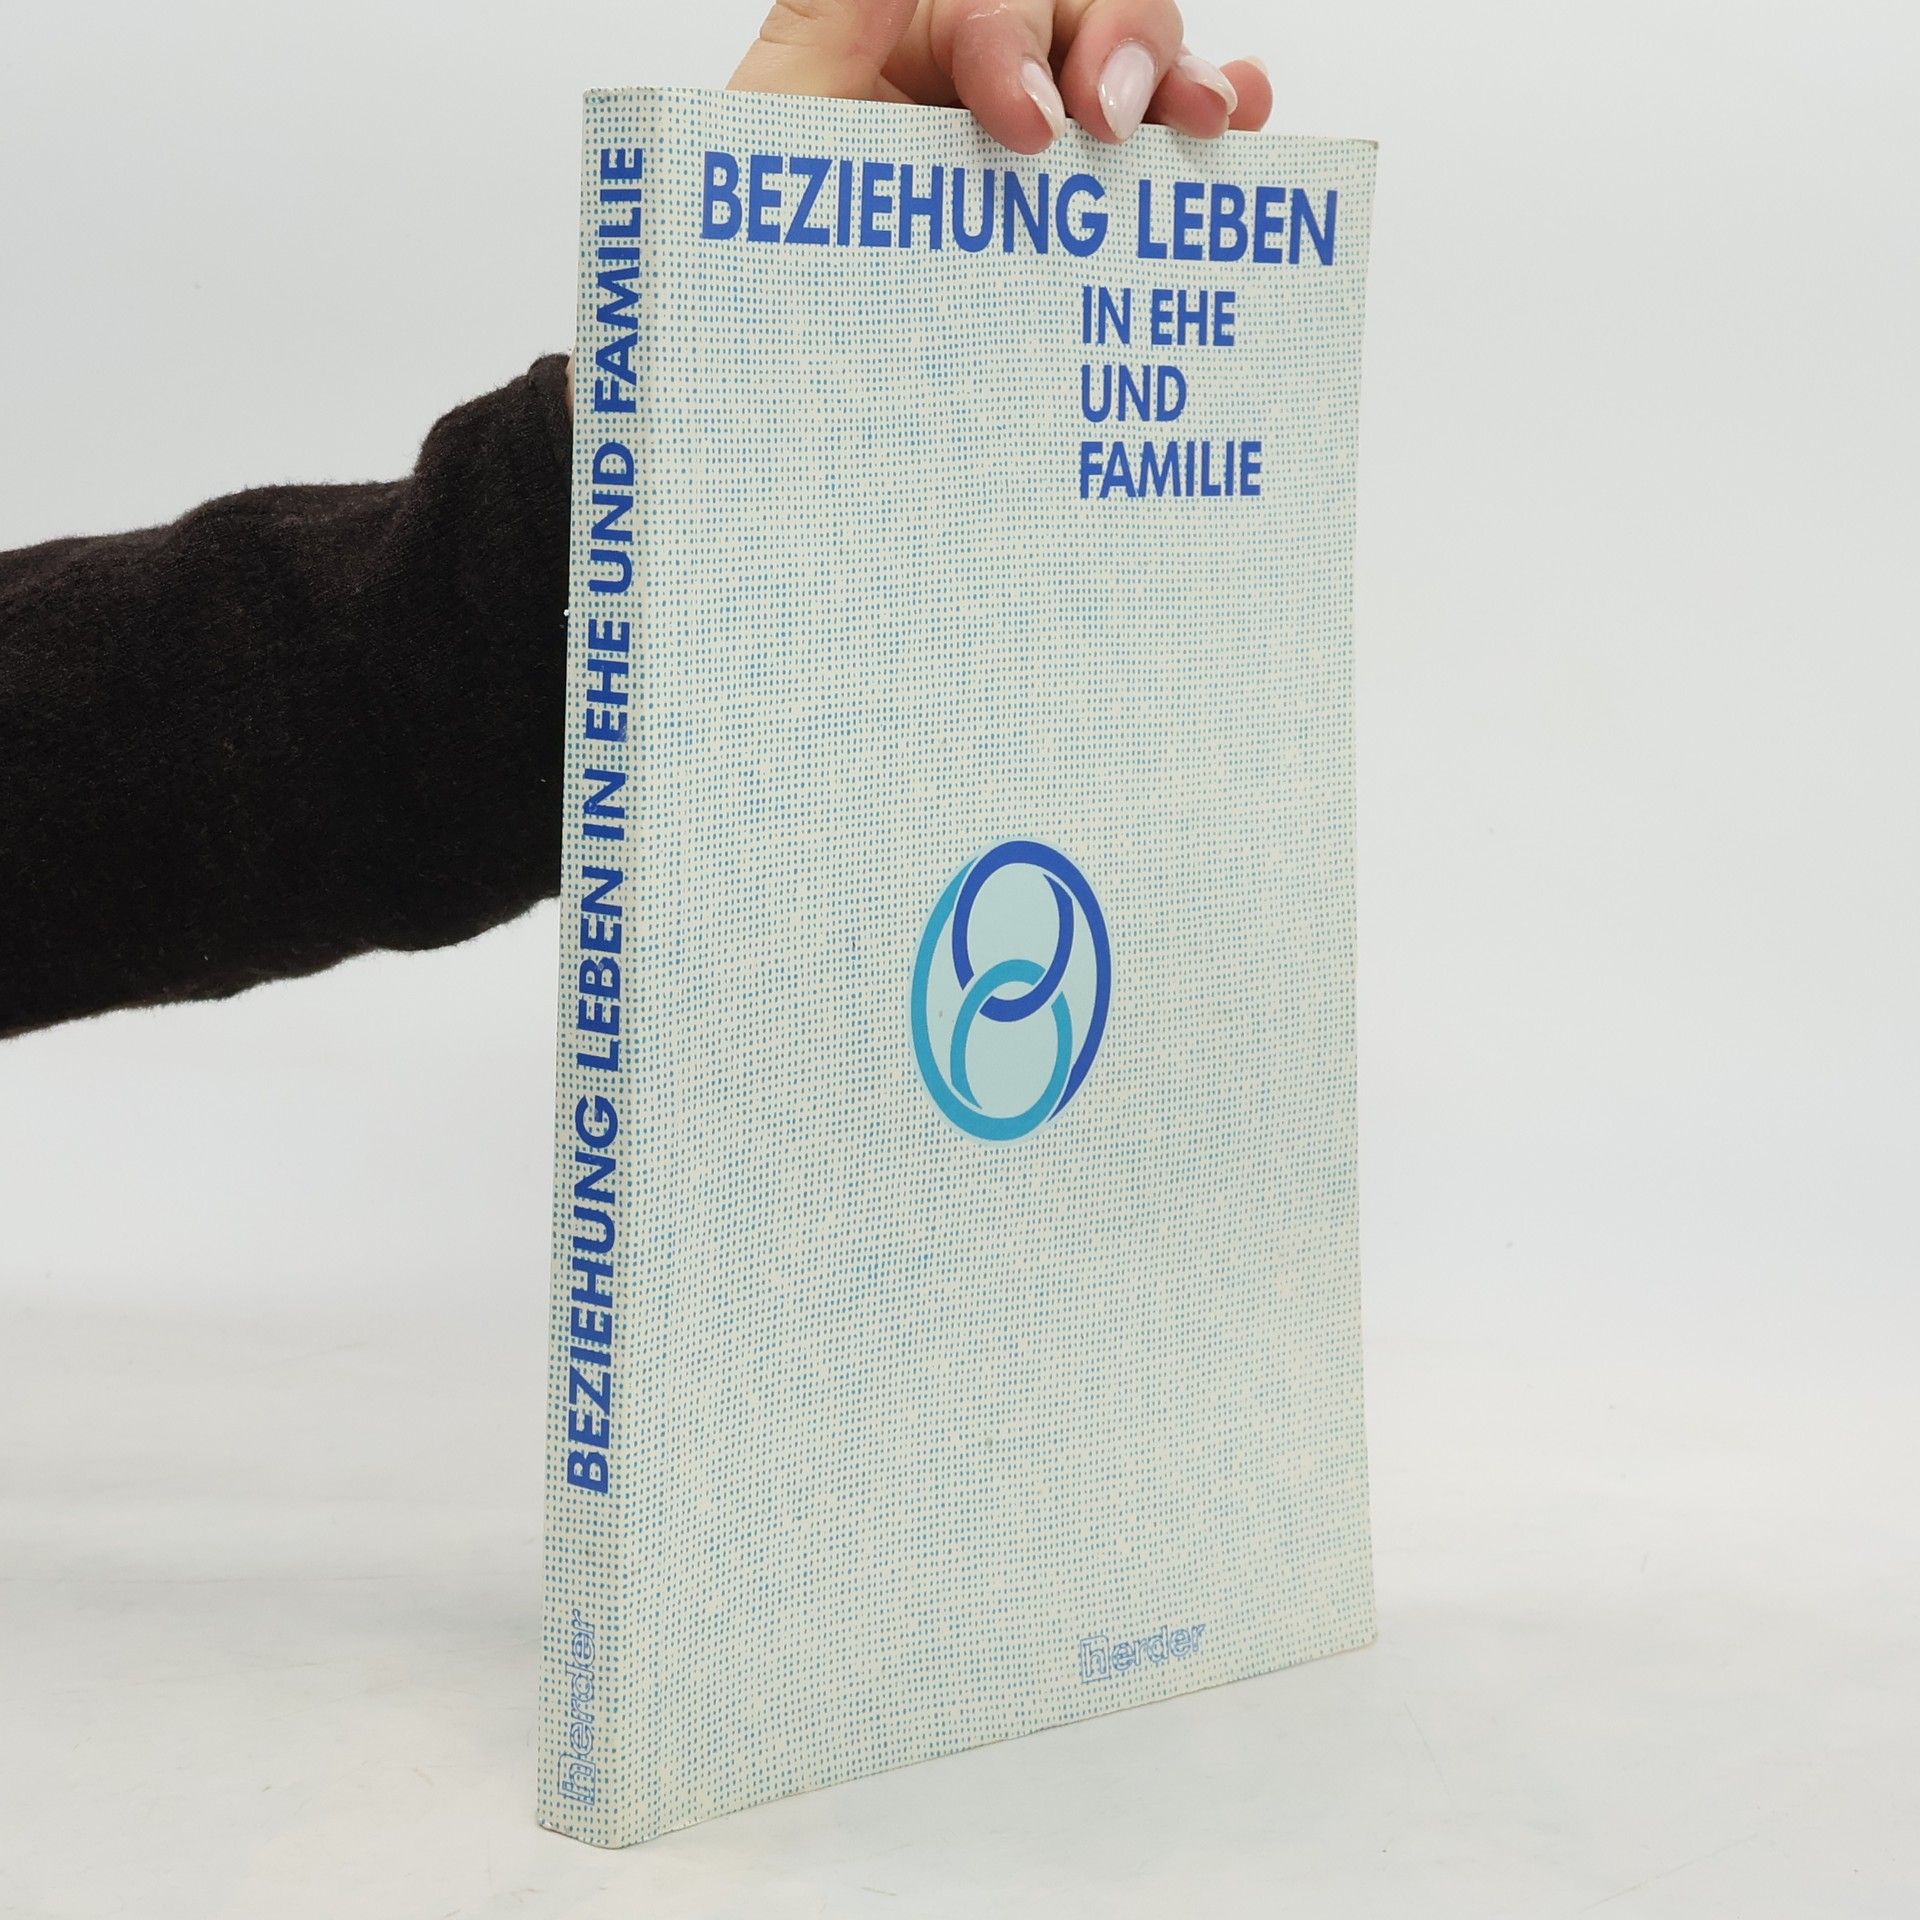 BEZIEHUNG LEBEN IN EHE UND FAMILIE
herder
BEZIEHUNG LEBEN
IN EHE
UND
FAMILIE
herder